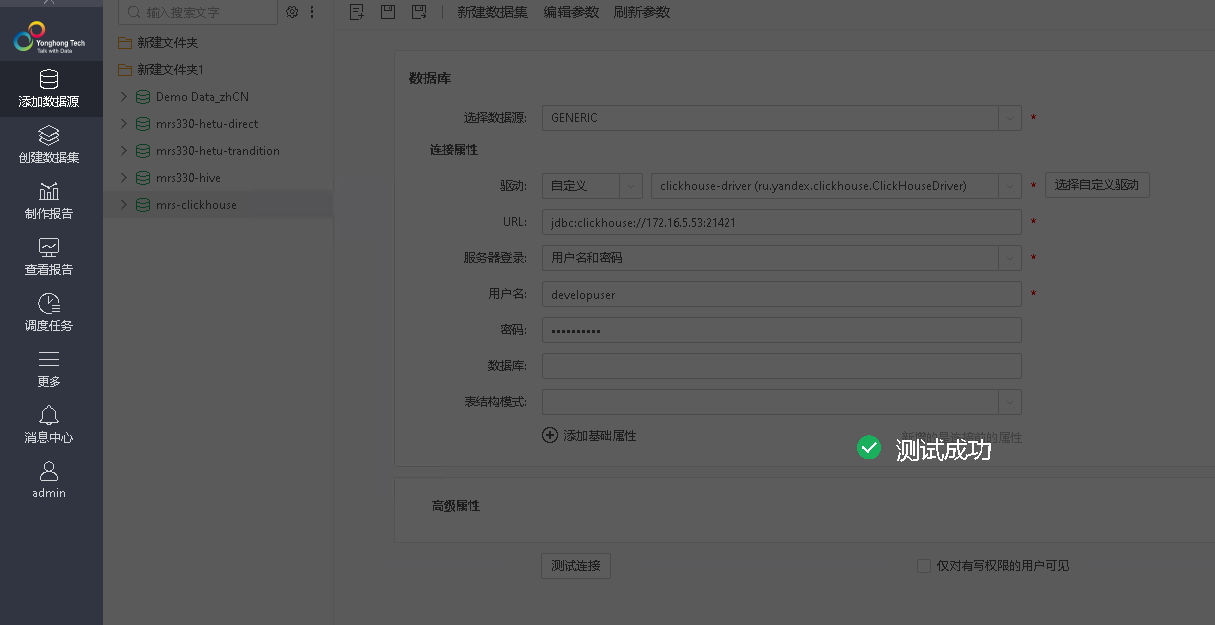 Yonghong Tech
Talk with Data
添加数据源
创建数据集
制作报告
查看报告
调度任务
更多
消息中心
admin
输入搜索文字
新建文件夹
新建文件夹1
Demo Data_zhCN
mrs330-hetu-direct
mrs330-hetu-trandition
mrs330-hive
mrs-clickhouse
新建数据集 编辑参数 刷新参数
数据库
选择数据源: GENERIC *
连接属性
驱动: 自定义 clickhouse-driver (ru.yandex.clickhouse.ClickHouseDriver) * 选择自定义驱动
URL: jdbc:clickhouse://172.16.5.53:21421 *
服务器登录: 用户名和密码 *
用户名: developuser *
密码: ••••••••••
数据库:
表结构模式:
添加基础属性
测试成功
高级属性
测试连接 仅对有写权限的用户可见